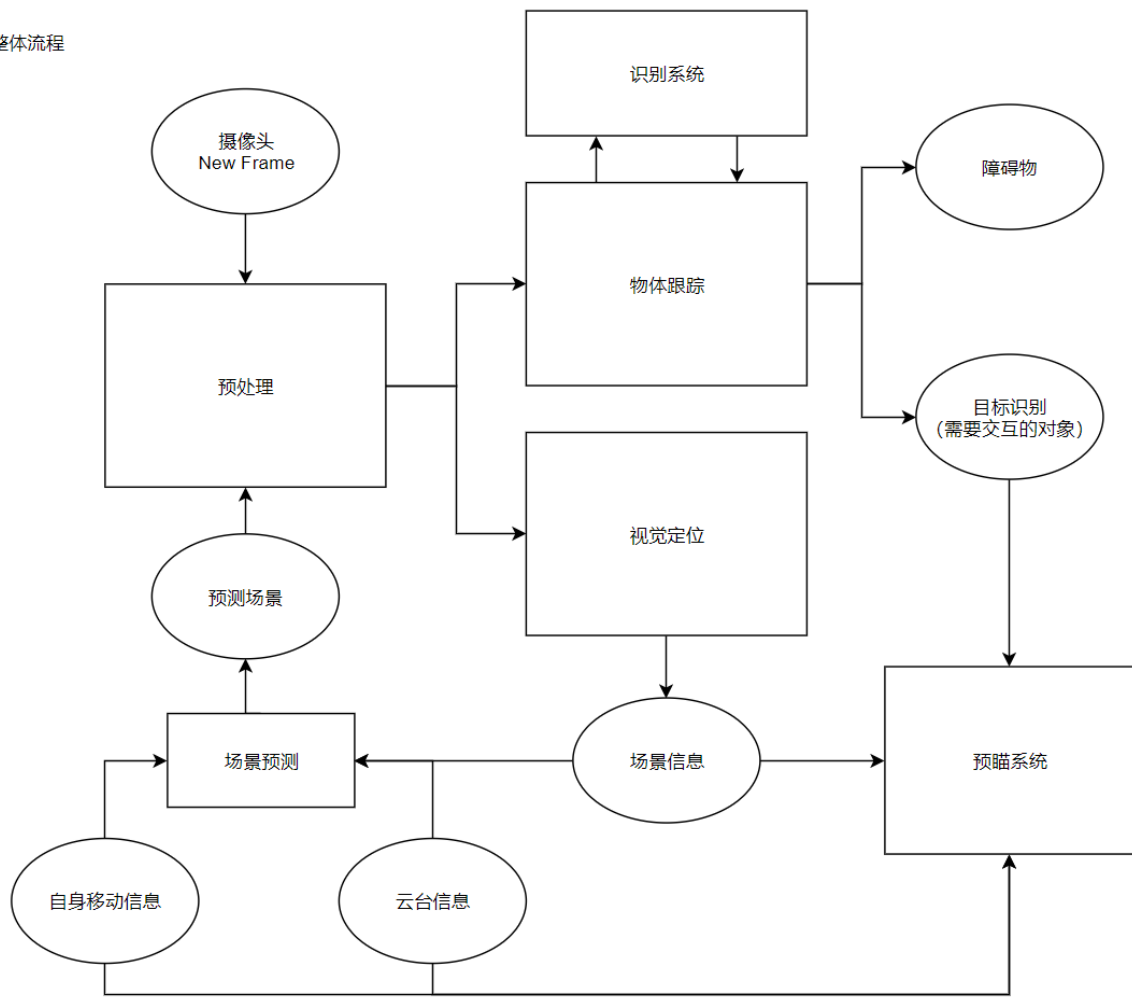 整体流程
识别系统
摄像头
New Frame
障碍物
物体跟踪
预处理
目标识别
(需要交互的对象)
视觉定位
预测场景
场景预测
场景信息
预瞄系统
自身移动信息
云台信息